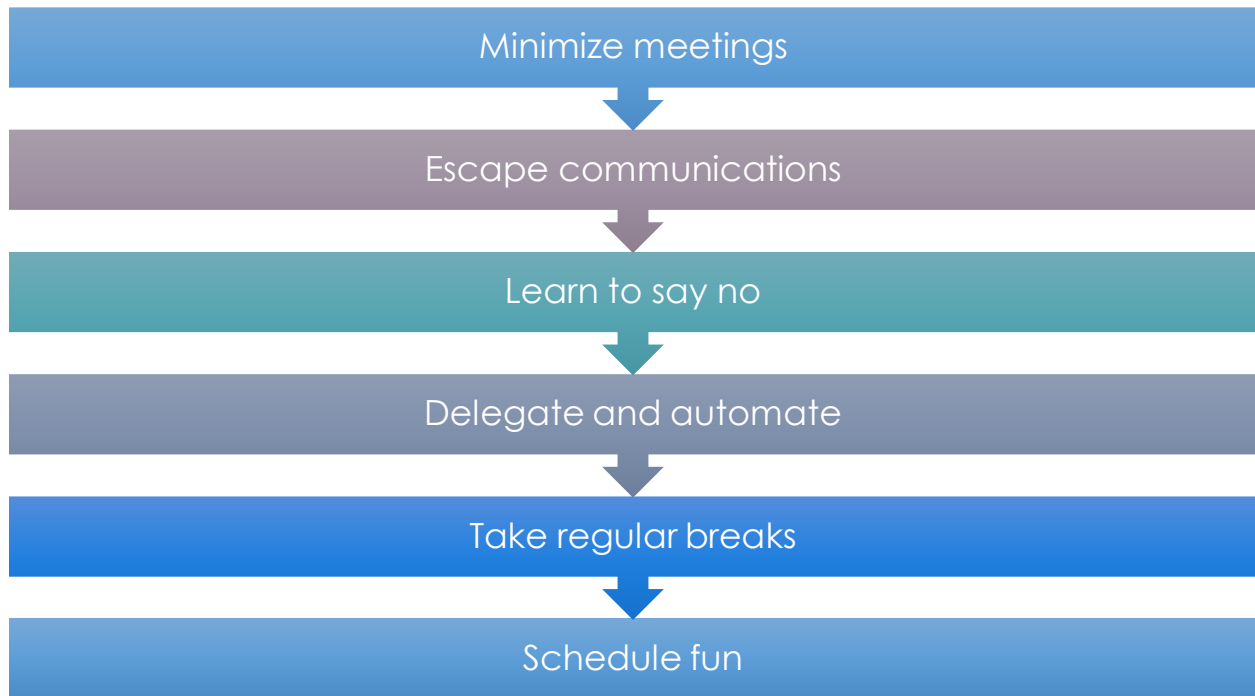 Minimize meetings
Escape communications
Learn to say no
Delegate and automate
Take regular breaks
Schedule fun